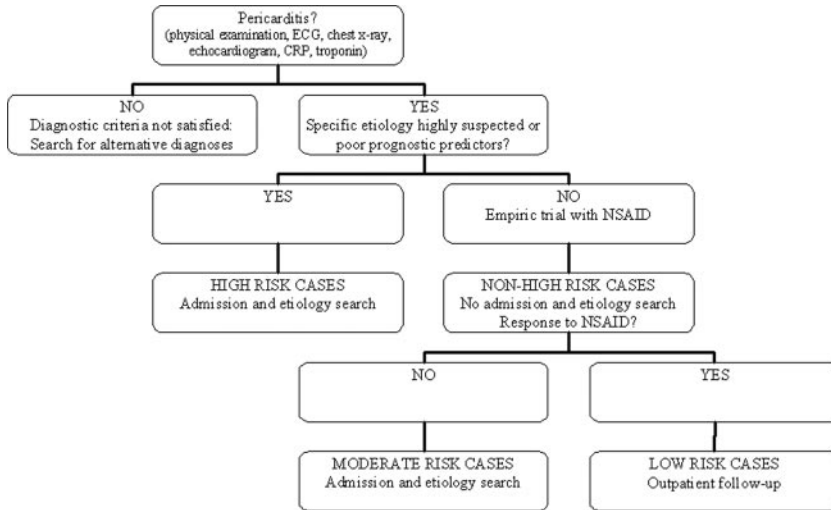 Pericarditis?
(physical examination, ECG, chest x-ray,
echocardiogram, CRP, troponin)
NO
Diagnostic criteria not satisfied:
Search for alternative diagnoses
YES
Specific etiology highly suspected or
poor prognostic predictors?
YES
NO
Empiric trial with NSAID
HIGH RISK CASES
Admission and etiology search
NON-HIGH RISK CASES
No admission and etiology search
Response to NSAID?
NO
YES
MODERATE RISK CASES
Admission and etiology search
LOW RISK CASES
Outpatient follow-up